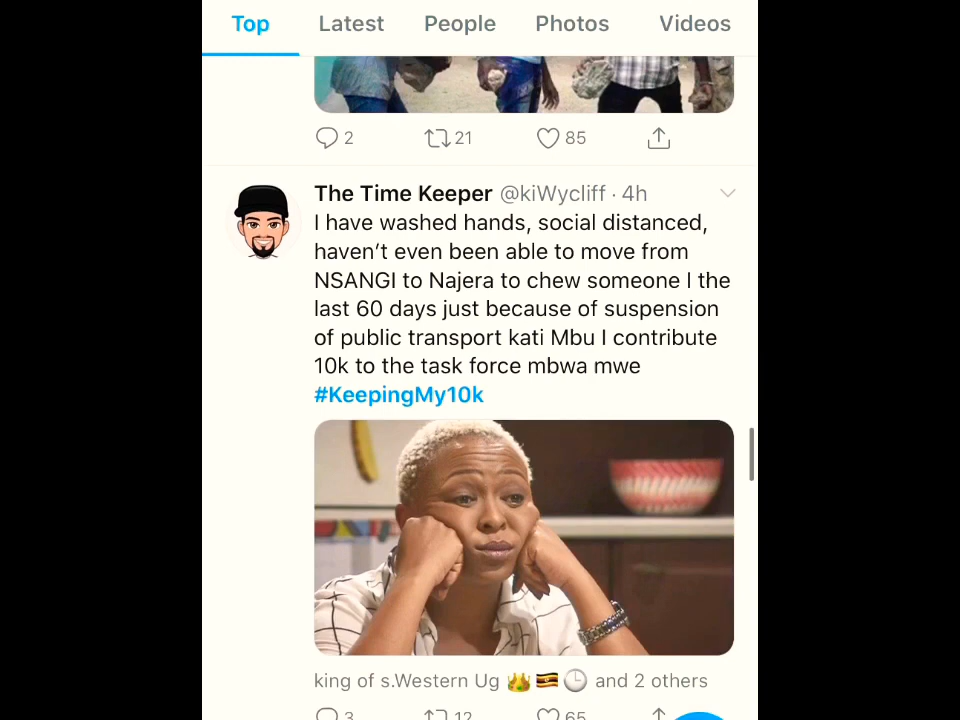 Top Latest People Photos Videos
2 21 85
The Time Keeper @kiWycliff · 4h
I have washed hands, social distanced,
haven’t even been able to move from
NSANGI to Najera to chew someone I the
last 60 days just because of suspension
of public transport kati Mbu I contribute
10k to the task force mbwa mwe
#KeepingMy10k
king of s.Western Ug 👑 🇺🇬 🕒 and 2 others
3 12 65